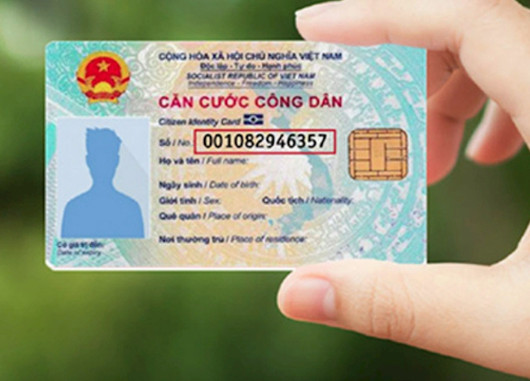 CỘNG HÒA XÃ HỘI CHỦ NGHĨA VIỆT NAM
Độc lập - Tự do - Hạnh phúc
SOCIALIST REPUBLIC OF VIET NAM
Independence - Freedom - Happiness
CĂN CƯỚC CÔNG DÂN
Citizen Identity Card
Số / No.: 001082946357
Họ và tên / Full name:
Ngày sinh / Date of birth:
Giới tính / Sex: Quốc tịch / Nationality:
Quê quán / Place of origin:
Nơi thường trú / Place of residence:
Có giá trị đến:
Date of expiry